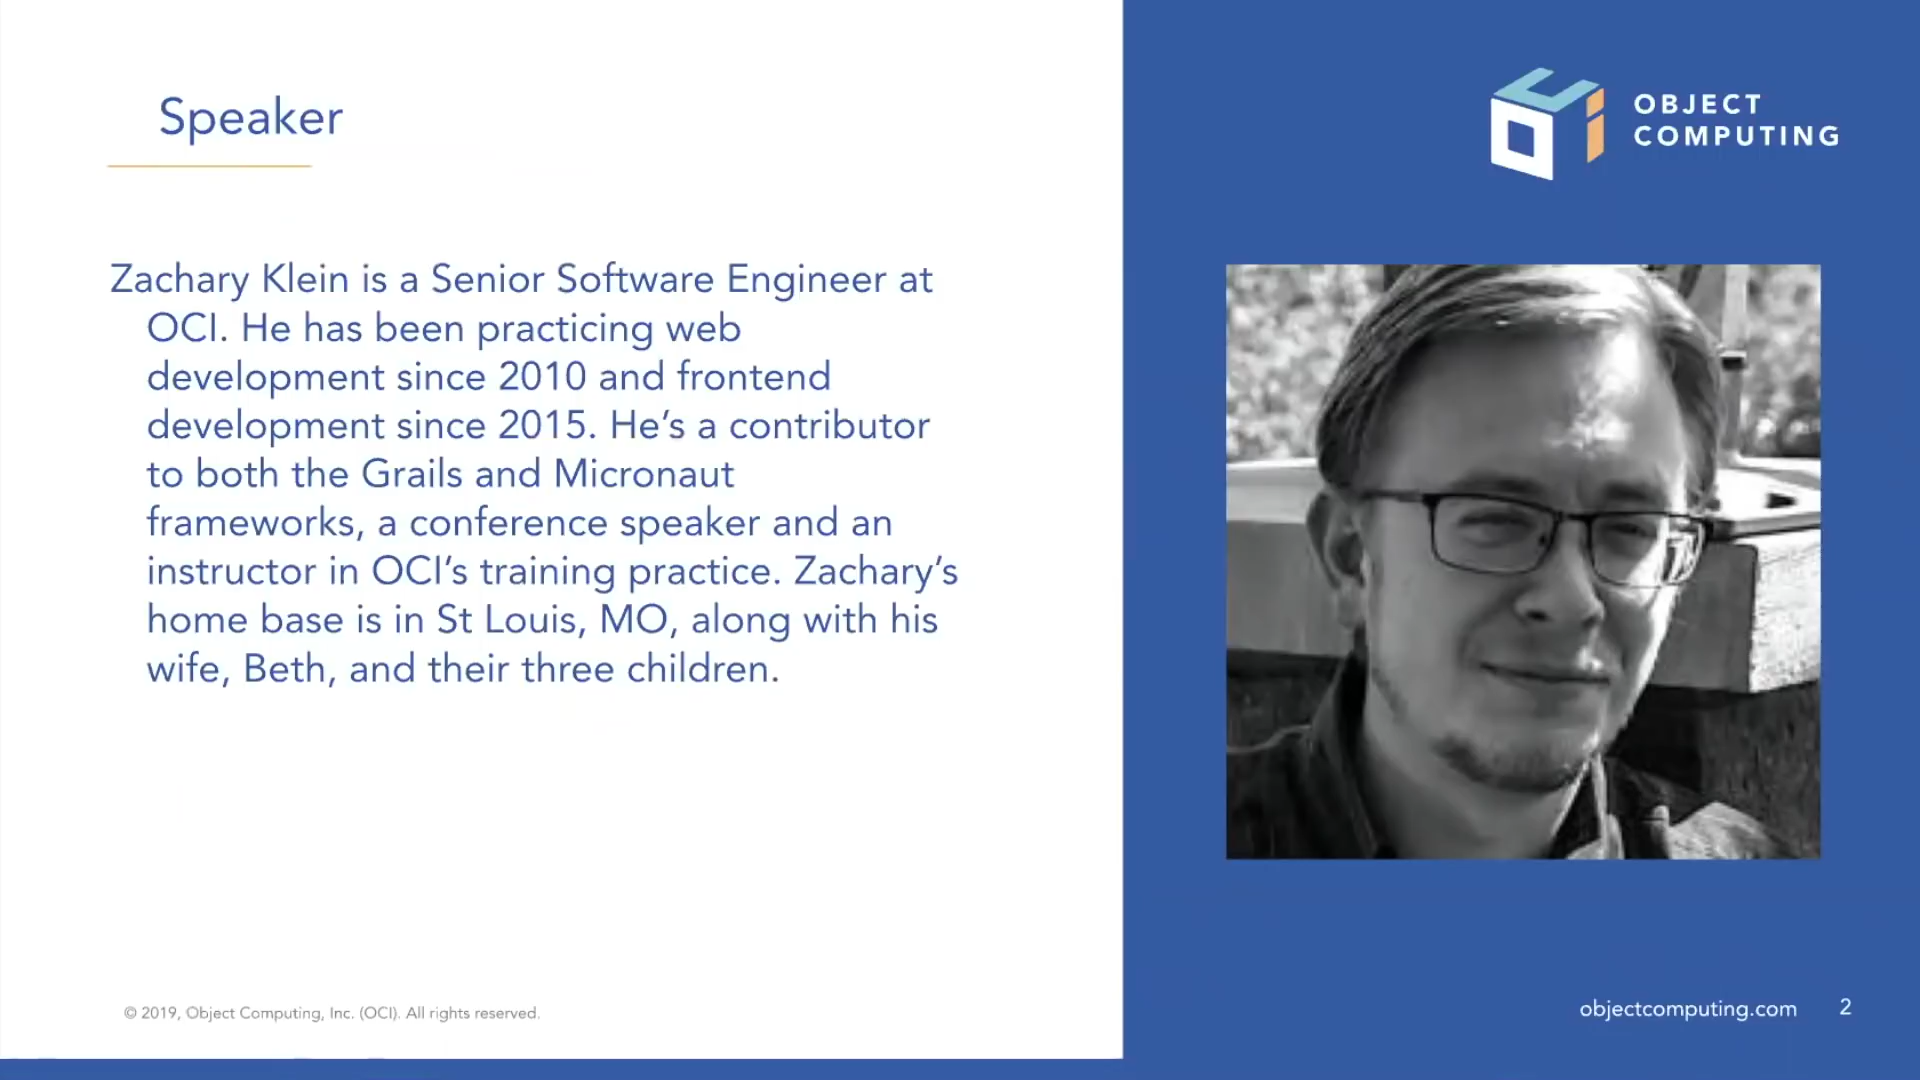 Speaker
OBJECT
COMPUTING
Zachary Klein is a Senior Software Engineer at
OCI. He has been practicing web
development since 2010 and frontend
development since 2015. He’s a contributor
to both the Grails and Micronaut
frameworks, a conference speaker and an
instructor in OCI’s training practice. Zachary’s
home base is in St Louis, MO, along with his
wife, Beth, and their three children.
© 2019, Object Computing, Inc. (OCI). All rights reserved.
objectcomputing.com 2